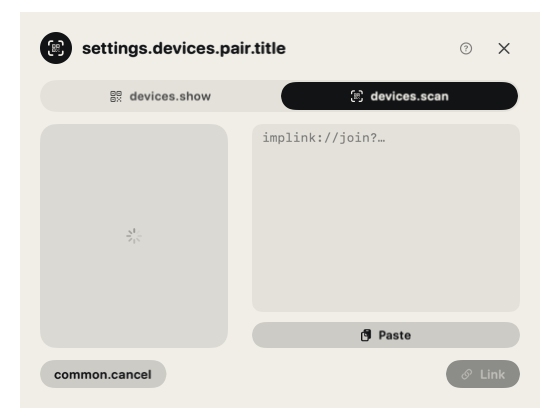 settings.devices.pair.title
devices.show
devices.scan
implink://join?…
Paste
common.cancel
Link